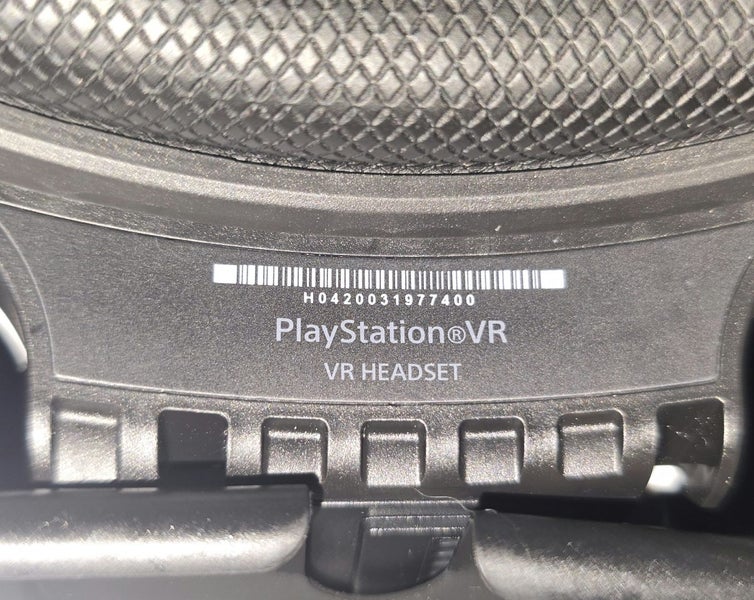 H0420031977400
PlayStation®VR
VR HEADSET